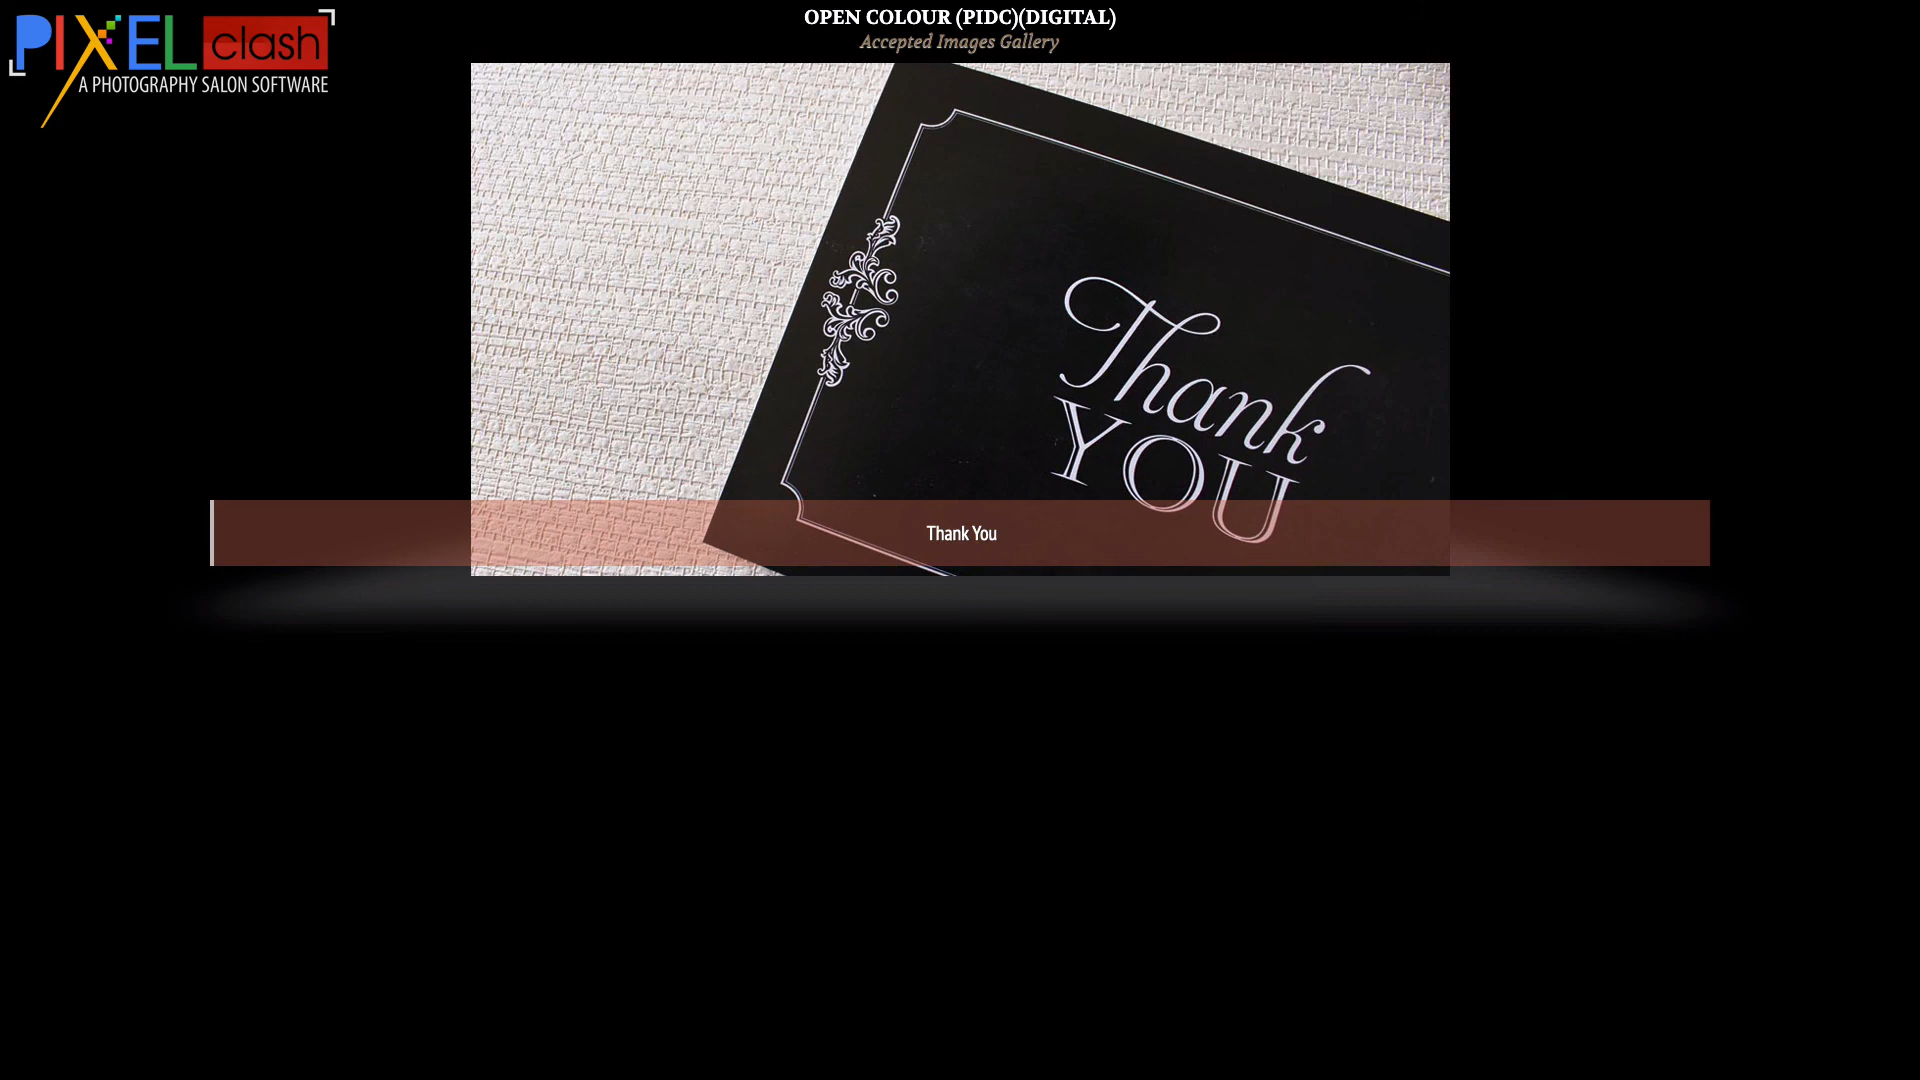 PIXEL clash
A PHOTOGRAPHY SALON SOFTWARE
OPEN COLOUR (PIDC)(DIGITAL)
Accepted Images Gallery
Thank
YOU
Thank You